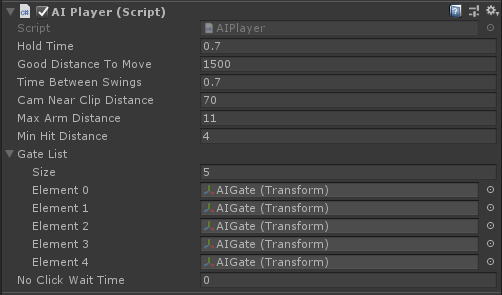 AI Player (Script)
Script AIPlayer
Hold Time 0.7
Good Distance To Move 1500
Time Between Swings 0.7
Cam Near Clip Distance 70
Max Arm Distance 11
Min Hit Distance 4
Gate List
Size 5
Element 0 AIGate (Transform)
Element 1 AIGate (Transform)
Element 2 AIGate (Transform)
Element 3 AIGate (Transform)
Element 4 AIGate (Transform)
No Click Wait Time 0